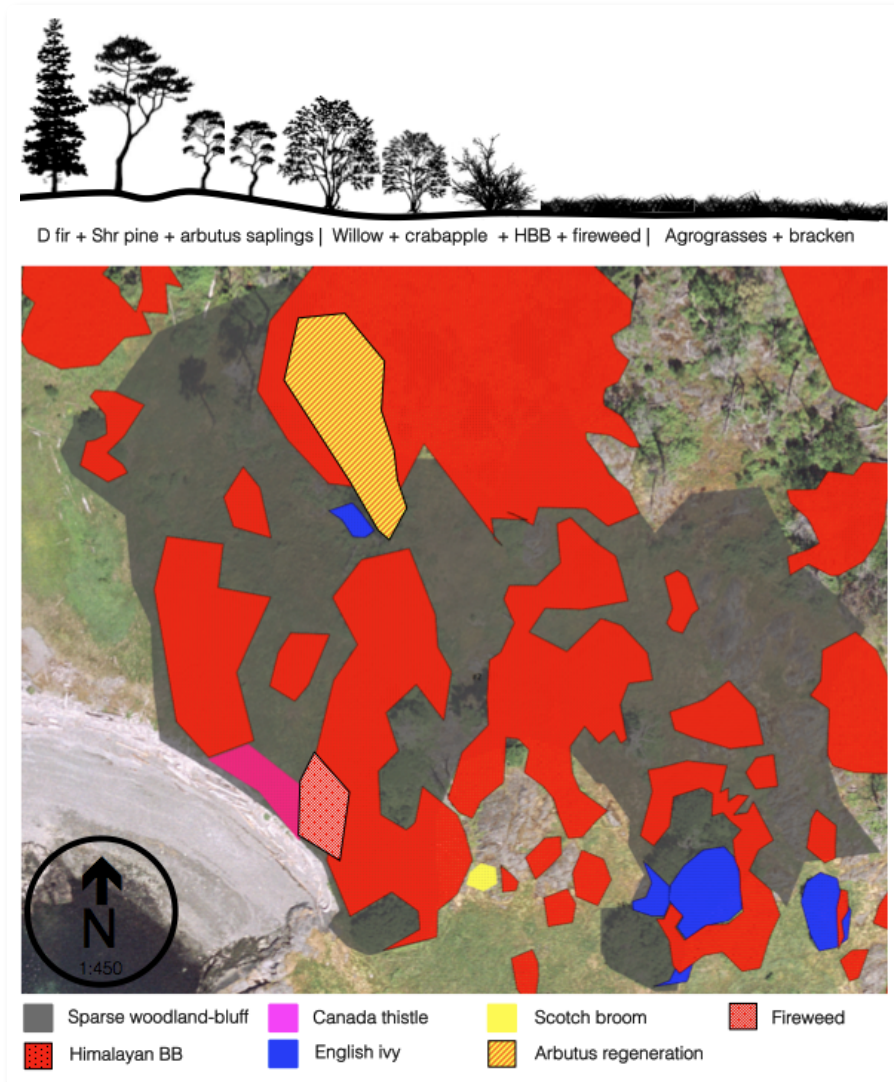 D fir + Shr pine + arbutus saplings | Willow + crabapple + HBB + fireweed | Agrograsses + bracken
N
1:450
Sparse woodland-bluff Canada thistle Scotch broom Fireweed
Himalayan BB English ivy Arbutus regeneration